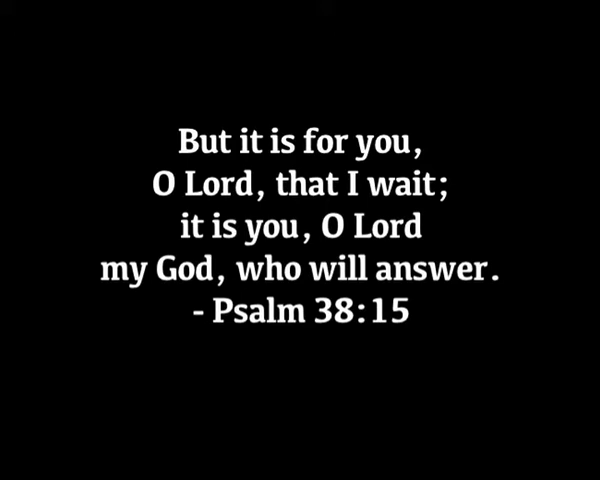 But it is for you,
O Lord, that I wait;
it is you, O Lord
my God, who will answer.
- Psalm 38:15